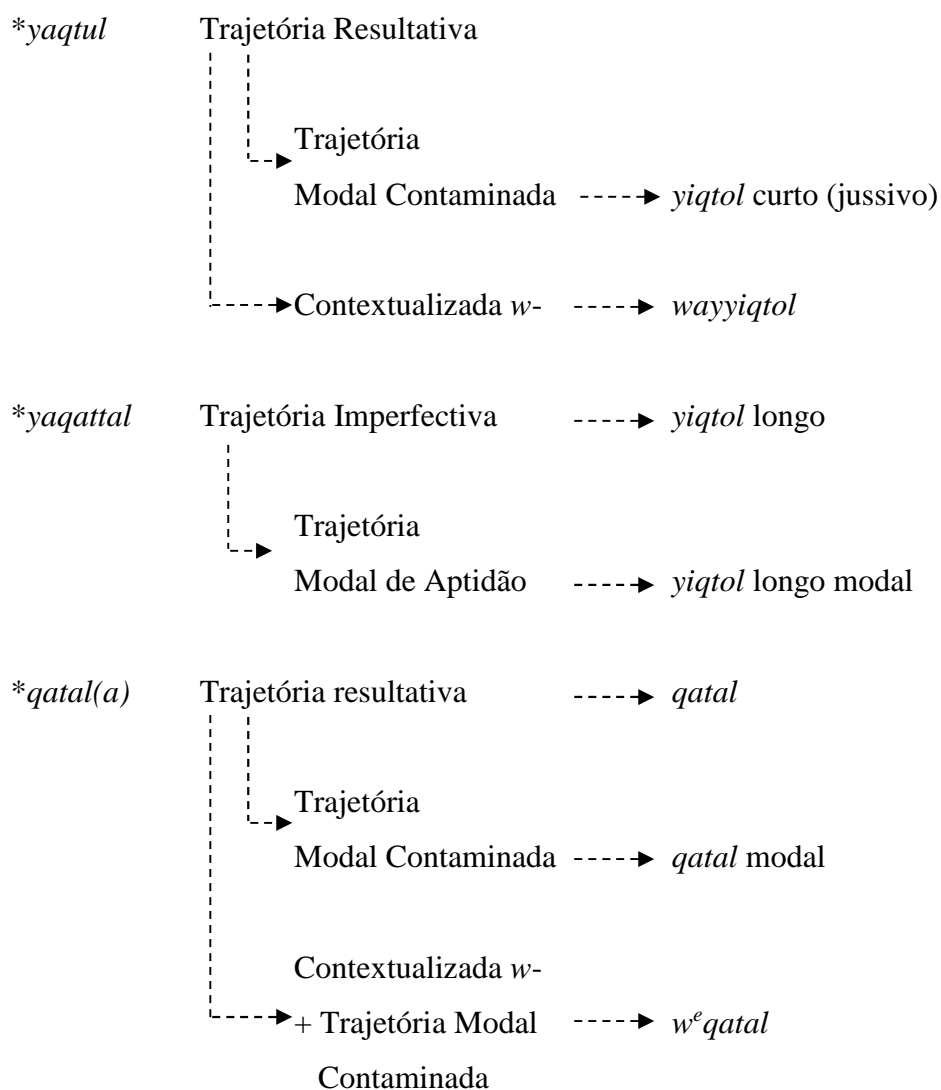 *yaqtul Trajetória Resultativa
Trajetória
Modal Contaminada yiqtol curto (jussivo)
Contextualizada w- wayyiqtol
*yaqattal Trajetória Imperfectiva yiqtol longo
Trajetória
Modal de Aptidão yiqtol longo modal
*qatal(a) Trajetória resultativa qatal
Trajetória
Modal Contaminada qatal modal
Contextualizada w-
+ Trajetória Modal wᵉqatal
Contaminada